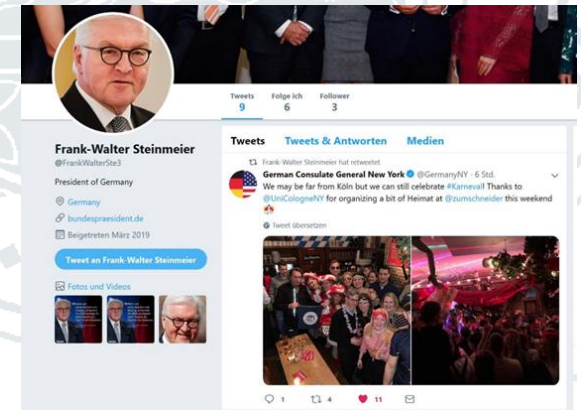 Tweets Folge ich Follower
9 6 3
Frank-Walter Steinmeier
@FrankWalterSte3
President of Germany
Germany
bundespraesident.de
Beigetreten März 2019
Tweet an Frank-Walter Steinmeier
Fotos und Videos
Tweets Tweets & Antworten Medien
Frank-Walter Steinmeier hat retweetet
German Consulate General New York @GermanyNY · 6 Std.
We may be far from Köln but we can still celebrate #Karneval! Thanks to
@UniCologneNY for organizing a bit of Heimat at @zumschneider this weekend
Tweet übersetzen
1 4 11